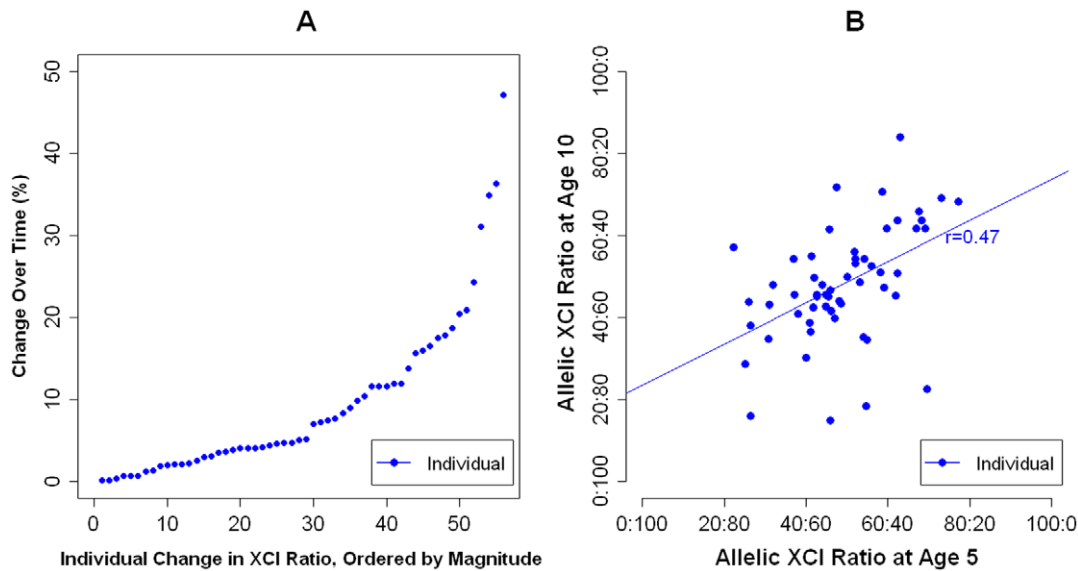 A
Change Over Time (%)
50
40
30
20
10
0
Individual
0 10 20 30 40 50
Individual Change in XCI Ratio, Ordered by Magnitude
B
Allelic XCI Ratio at Age 10
100:0
80:20
60:40
40:60
20:80
0:100
r=0.47
Individual
0:100 20:80 40:60 60:40 80:20 100:0
Allelic XCI Ratio at Age 5